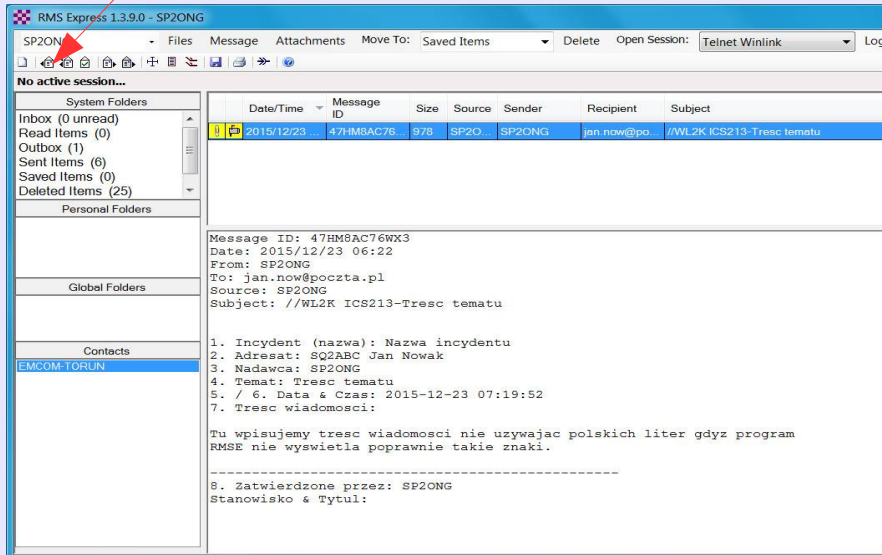 RMS Express 1.3.9.0 - SP2ONG
SP2ON Files Message Attachments Move To: Saved Items Delete Open Session: Telnet Winlink Log
No active session...
System Folders
Inbox (0 unread)
Read Items (0)
Outbox (1)
Sent Items (6)
Saved Items (0)
Deleted Items (25)
Personal Folders
Global Folders
Contacts
EMCOM-TORUN
Date/Time Message ID Size Source Sender Recipient Subject
2015/12/23 ... 47HM8AC76... 978 SP2O... SP2ONG jan.now@po... //WL2K ICS213-Tresc tematu
Message ID: 47HM8AC76WX3
Date: 2015/12/23 06:22
From: SP2ONG
To: jan.now@poczta.pl
Source: SP2ONG
Subject: //WL2K ICS213-Tresc tematu
1. Incydent (nazwa): Nazwa incydentu
2. Adresat: SQ2ABC Jan Nowak
3. Nadawca: SP2ONG
4. Temat: Tresc tematu
5. / 6. Data & Czas: 2015-12-23 07:19:52
7. Tresc wiadomosci:
Tu wpisujemy tresc wiadomosci nie uzywajac polskich liter gdyz program
RMSE nie wyswietla poprawnie takie znaki.
----------------------------------------------------
8. Zatwierdzone przez: SP2ONG
Stanowisko & Tytul: